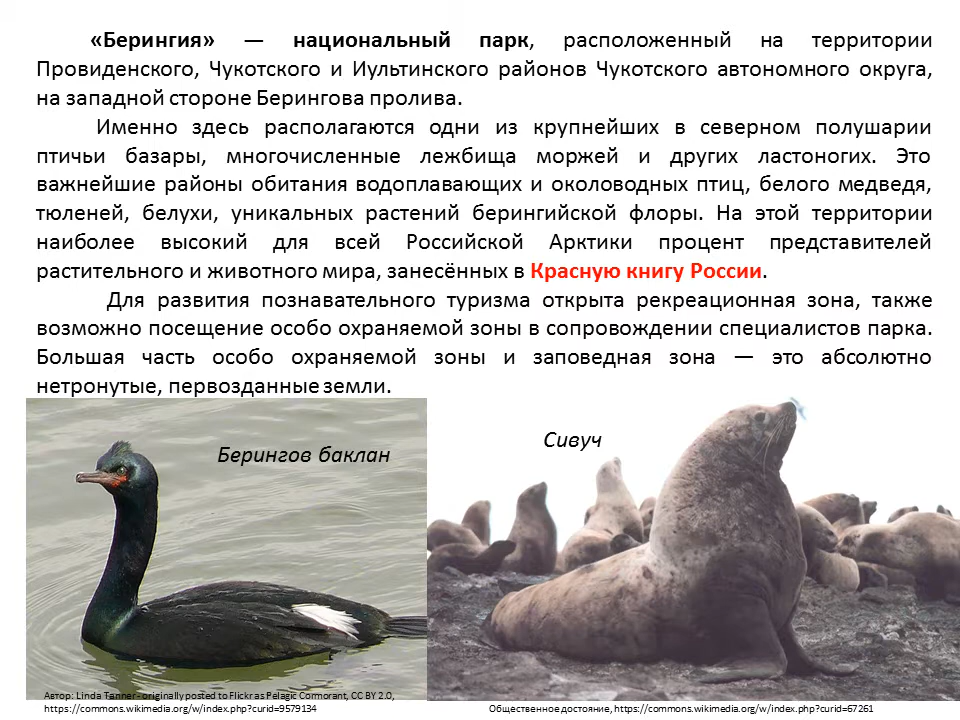 «Берингия» — национальный парк, расположенный на территории
Провиденского, Чукотского и Иультинского районов Чукотского автономного округа,
на западной стороне Берингова пролива.
Именно здесь располагаются одни из крупнейших в северном полушарии
птичьи базары, многочисленные лежбища моржей и других ластоногих. Это
важнейшие районы обитания водоплавающих и околоводных птиц, белого медведя,
тюленей, белухи, уникальных растений берингийской флоры. На этой территории
наиболее высокий для всей Российской Арктики процент представителей
растительного и животного мира, занесённых в Красную книгу России.
Для развития познавательного туризма открыта рекреационная зона, также
возможно посещение особо охраняемой зоны в сопровождении специалистов парка.
Большая часть особо охраняемой зоны и заповедная зона — это абсолютно
нетронутые, первозданные земли.
Берингов баклан
Сивуч
Автор: Linda Tanner - originally posted to Flickr as Pelagic Cormorant, CC BY 2.0,
https://commons.wikimedia.org/w/index.php?curid=9579134
Общественное достояние, https://commons.wikimedia.org/w/index.php?curid=67261